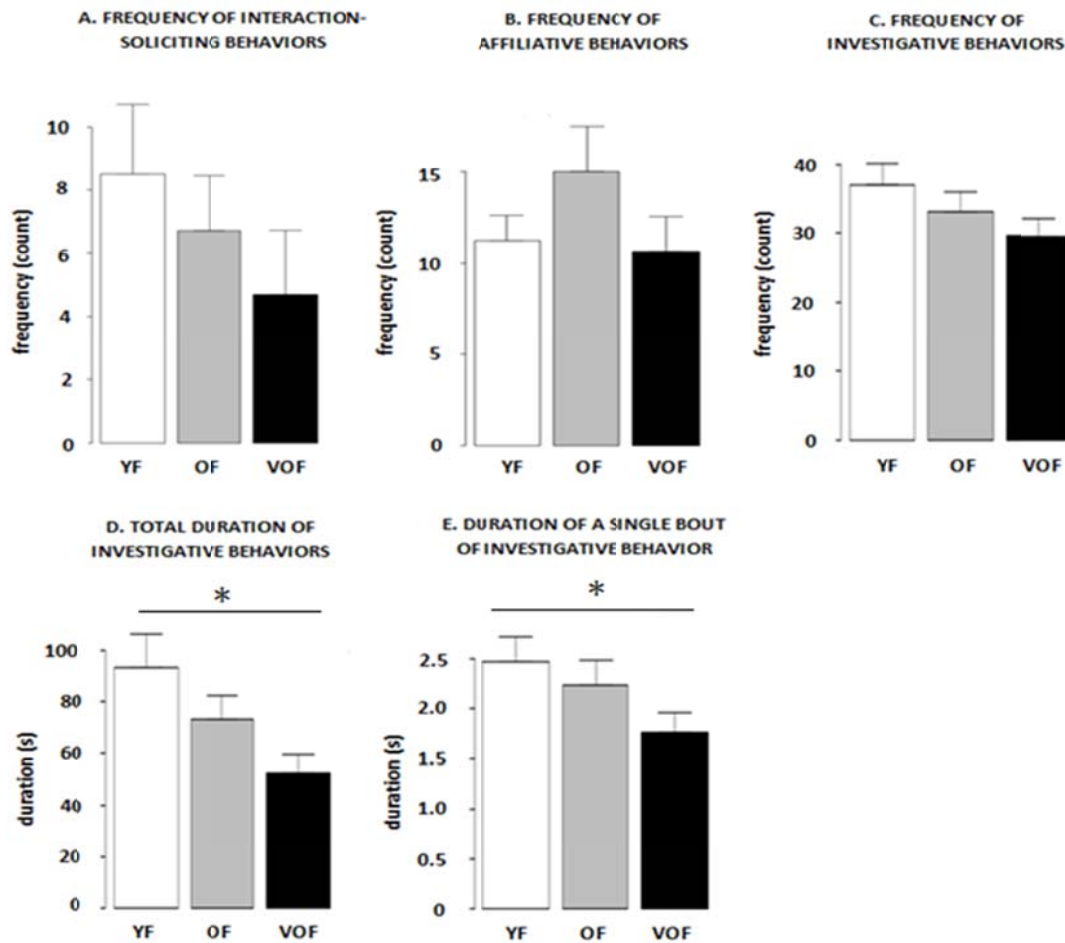 A. FREQUENCY OF INTERACTION-
SOLICITING BEHAVIORS
frequency (count)
10
8
6
4
2
0
YF OF VOF
B. FREQUENCY OF
AFFILIATIVE BEHAVIORS
frequency (count)
15
10
5
0
YF OF VOF
C. FREQUENCY OF
INVESTIGATIVE BEHAVIORS
frequency (count)
40
30
20
10
0
YF OF VOF
D. TOTAL DURATION OF
INVESTIGATIVE BEHAVIORS
*
duration (s)
100
80
60
40
20
0
YF OF VOF
E. DURATION OF A SINGLE BOUT
OF INVESTIGATIVE BEHAVIOR
*
duration (s)
2.5
2.0
1.5
1.0
0.5
0
YF OF VOF